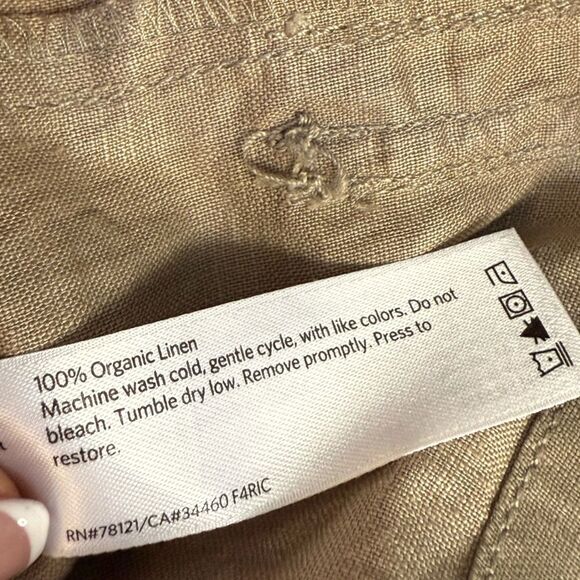 100% Organic Linen
Machine wash cold, gentle cycle, with like colors. Do not
bleach. Tumble dry low. Remove promptly. Press to
restore.
RN#78121/CA#34460 F4RIC